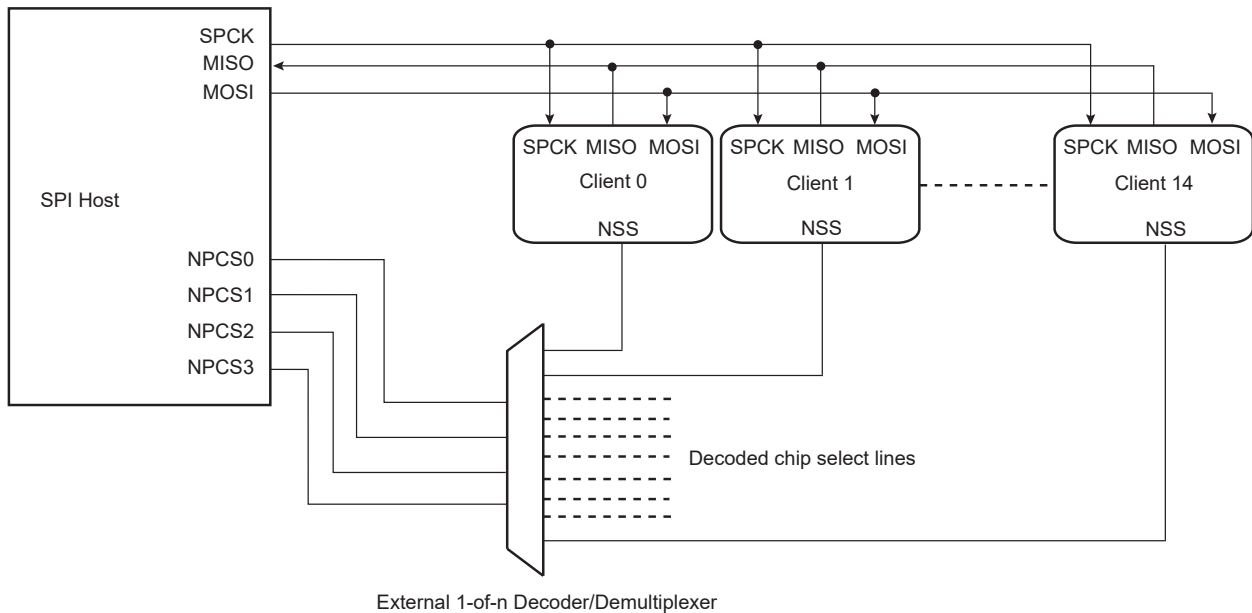 SPCK
MISO
MOSI
SPI Host
NPCS0
NPCS1
NPCS2
NPCS3
SPCK MISO MOSI
Client 0
NSS
SPCK MISO MOSI
Client 1
NSS
SPCK MISO MOSI
Client 14
NSS
Decoded chip select lines
External 1-of-n Decoder/Demultiplexer